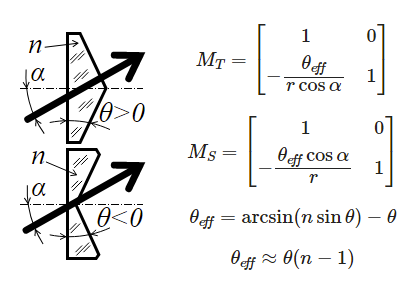 n
α
θ>0
n
α
θ<0
M_T = [ 1 0 ; -θ_eff / (r cos α) 1 ]
M_S = [ 1 0 ; -θ_eff cos α / r 1 ]
θ_eff = arcsin(n sin θ) − θ
θ_eff ≈ θ(n − 1)